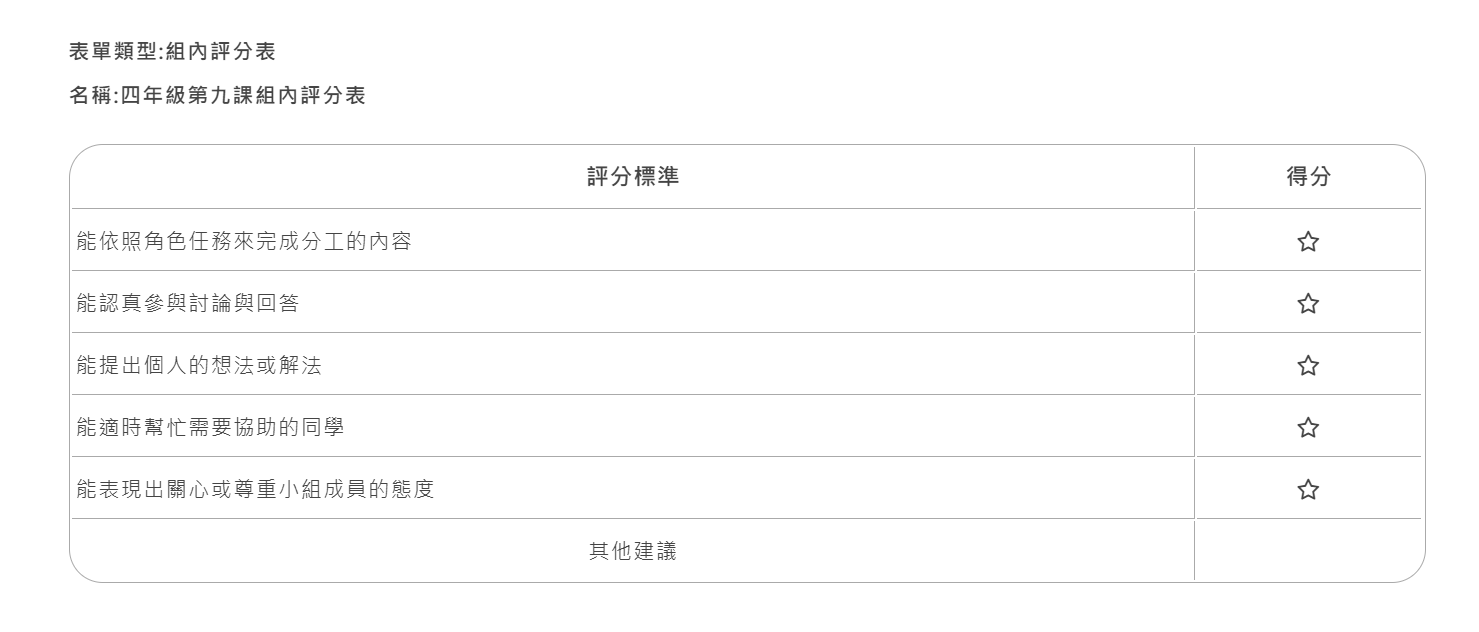 表單類型:組內評分表
名稱:四年級第九課組內評分表
評分標準 得分
能依照角色任務來完成分工的內容 ☆
能認真參與討論與回答 ☆
能提出個人的想法或解法 ☆
能適時幫忙需要協助的同學 ☆
能表現出關心或尊重小組成員的態度 ☆
其他建議